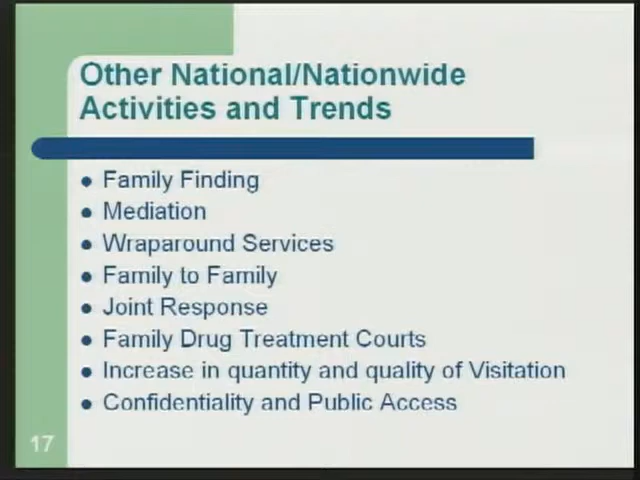 Other National/Nationwide
Activities and Trends
Family Finding
Mediation
Wraparound Services
Family to Family
Joint Response
Family Drug Treatment Courts
Increase in quantity and quality of Visitation
Confidentiality and Public Access
17